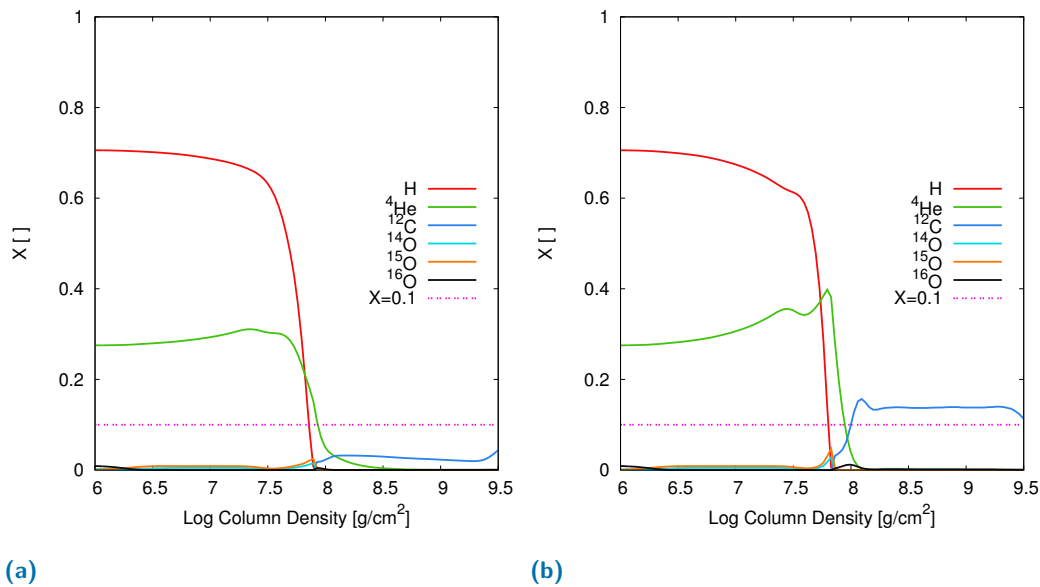 1
0.8
0.6
0.4
0.2
0
X [ ]
6 6.5 7 7.5 8 8.5 9 9.5
Log Column Density [g/cm²]
H
⁴He
¹²C
¹⁴O
¹⁵O
¹⁶O
X=0.1
(a)
1
0.8
0.6
0.4
0.2
0
X [ ]
6 6.5 7 7.5 8 8.5 9 9.5
Log Column Density [g/cm²]
H
⁴He
¹²C
¹⁴O
¹⁵O
¹⁶O
X=0.1
(b)